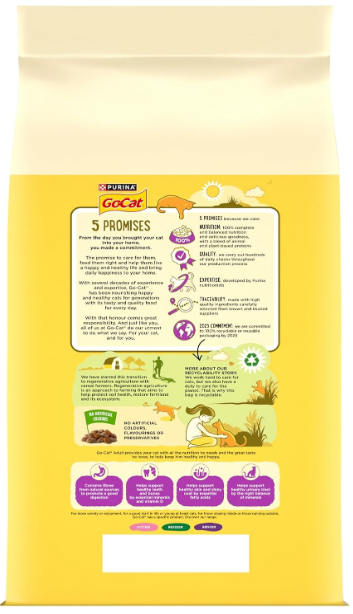 PURINA
GoCat
5 PROMISES
From the day you brought your cat
into your home,
you made a commitment.
The promise to care for them,
feed them right and help them like
a happy and healthy life and bring
daily happiness to your home.
With several decades of experience
and expertise, Go-Cat®
has been nourishing happy
and healthy cats for generations
with its tasty and quality food
for every day.
With that honour comes great
responsibility. And just like you,
all of us at Go-Cat® do our utmost
to do what we say. For your cat,
and for you.
5 PROMISES because we care:
NUTRITION: 100% complete
and balanced nutrition
and delicious goodness,
with a blend of animal
and plant-based proteins
100%
QUALITY: we carry out hundreds
of daily checks throughout
our production process
EXPERTISE: developed by Purina
nutritionists
TRACEABILITY: made with high
quality ingredients carefully
selected from known and trusted
suppliers
2025 COMMITMENT: we are committed
to 100% recyclable or reusable
packaging by 2025
We have started this transition
to regenerative agriculture with
cereal farmers. Regenerative agriculture
is an approach to farming that aims to
help protect soil health, restore farmland
and its ecosystem
MORE ABOUT OUR
RECYCLABILITY STORY:
We work hard to care for
cats, but we also have a
duty to care for the
planet. That is why this
bag is recyclable.
NO ARTIFICIAL
COLOURS
NO ARTIFICIAL
COLOURS,
FLAVOURINGS OR
PRESERVATIVES
Go-Cat® Adult provides your cat with all the nutrition he needs and the great taste
he loves, to help keep him healthy and happy.
Contains fibres
from natural sources
to promote a good
digestion
Helps support
healthy teeth
and bones
by essential minerals
and vitamin D
Helps support
healthy skin and shiny
coat by essential
fatty acids
Helps support
healthy urinary tract
by the right balance
of minerals
KITTEN
INDOOR
SENIOR